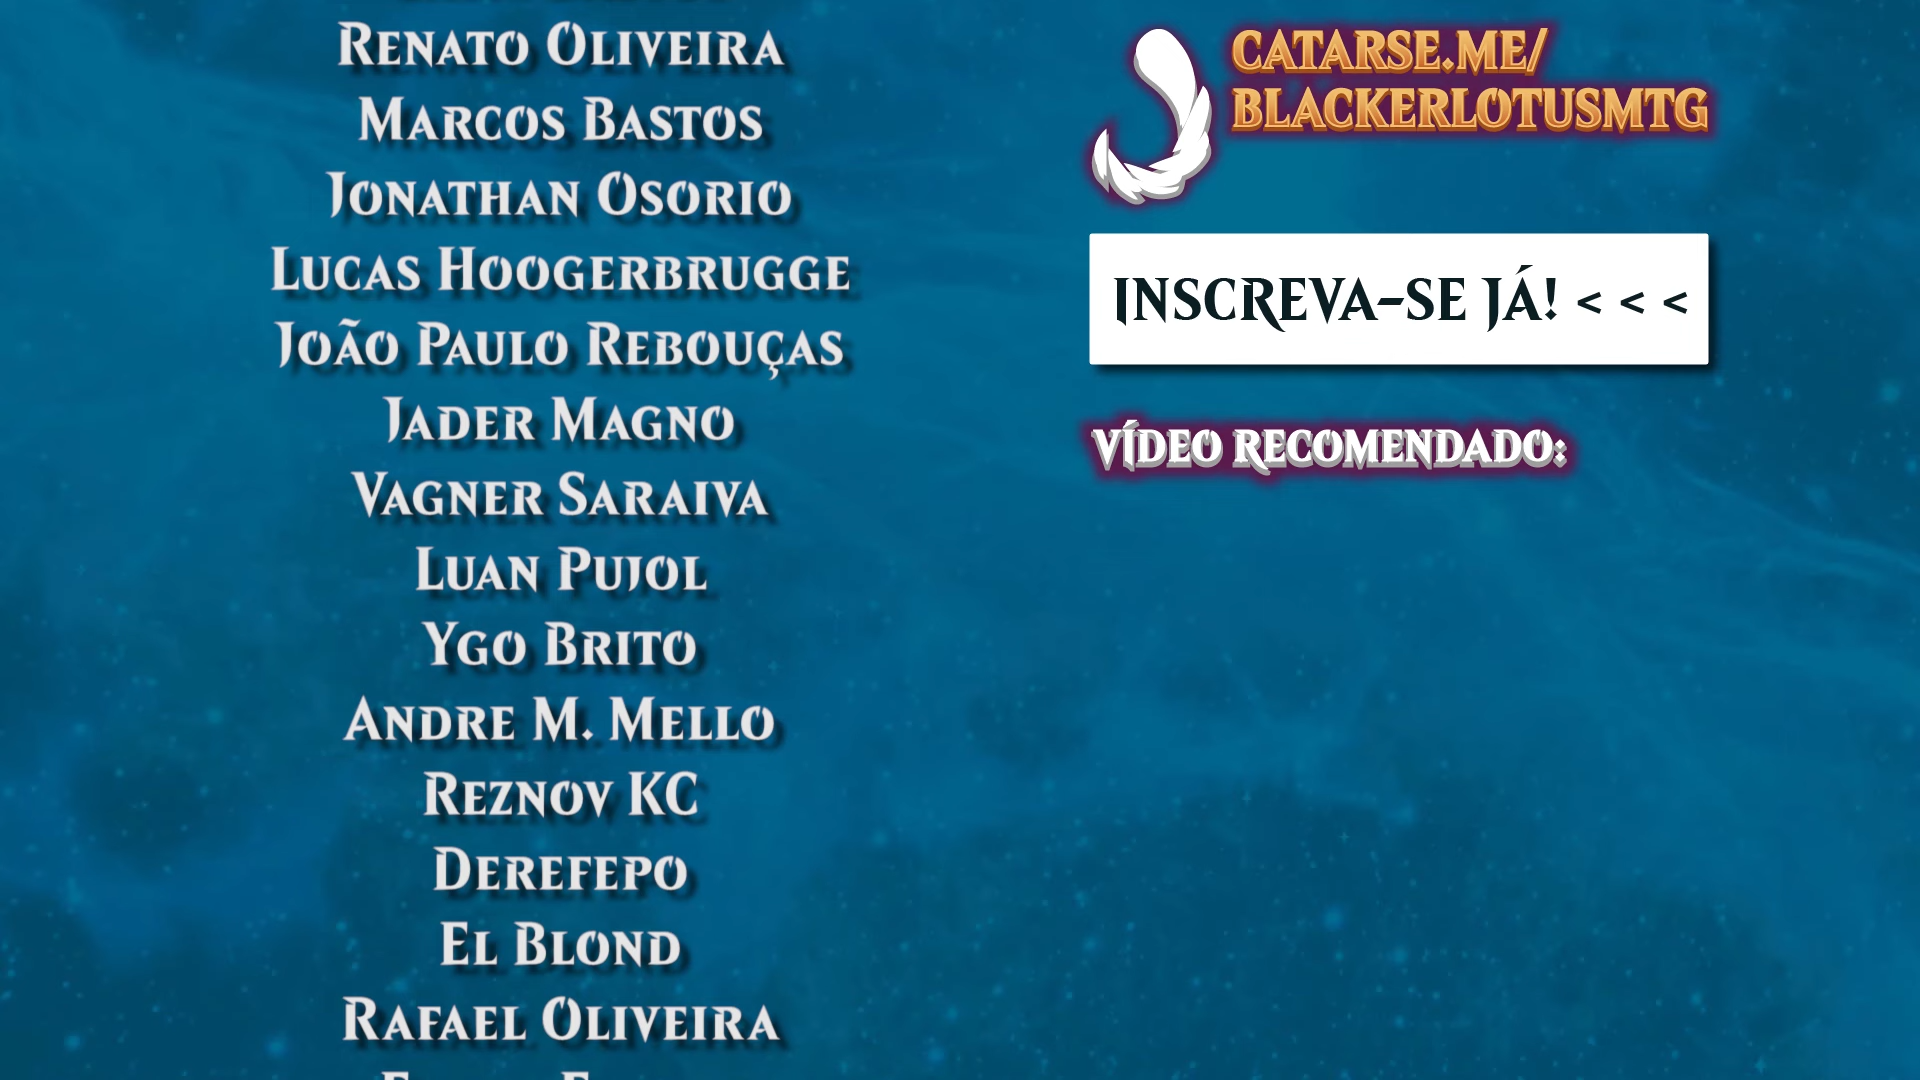 Renato Oliveira
Marcos Bastos
Jonathan Osorio
Lucas Hoogerbrugge
João Paulo Rebouças
Jader Magno
Vagner Saraiva
Luan Pujol
Ygo Brito
Andre M. Mello
Reznov KC
Derefepo
El Blond
Rafael Oliveira
CATARSE.ME/
BLACKERLOTUSMTG
INSCREVA-SE JÁ! < < <
VÍDEO RECOMENDADO: